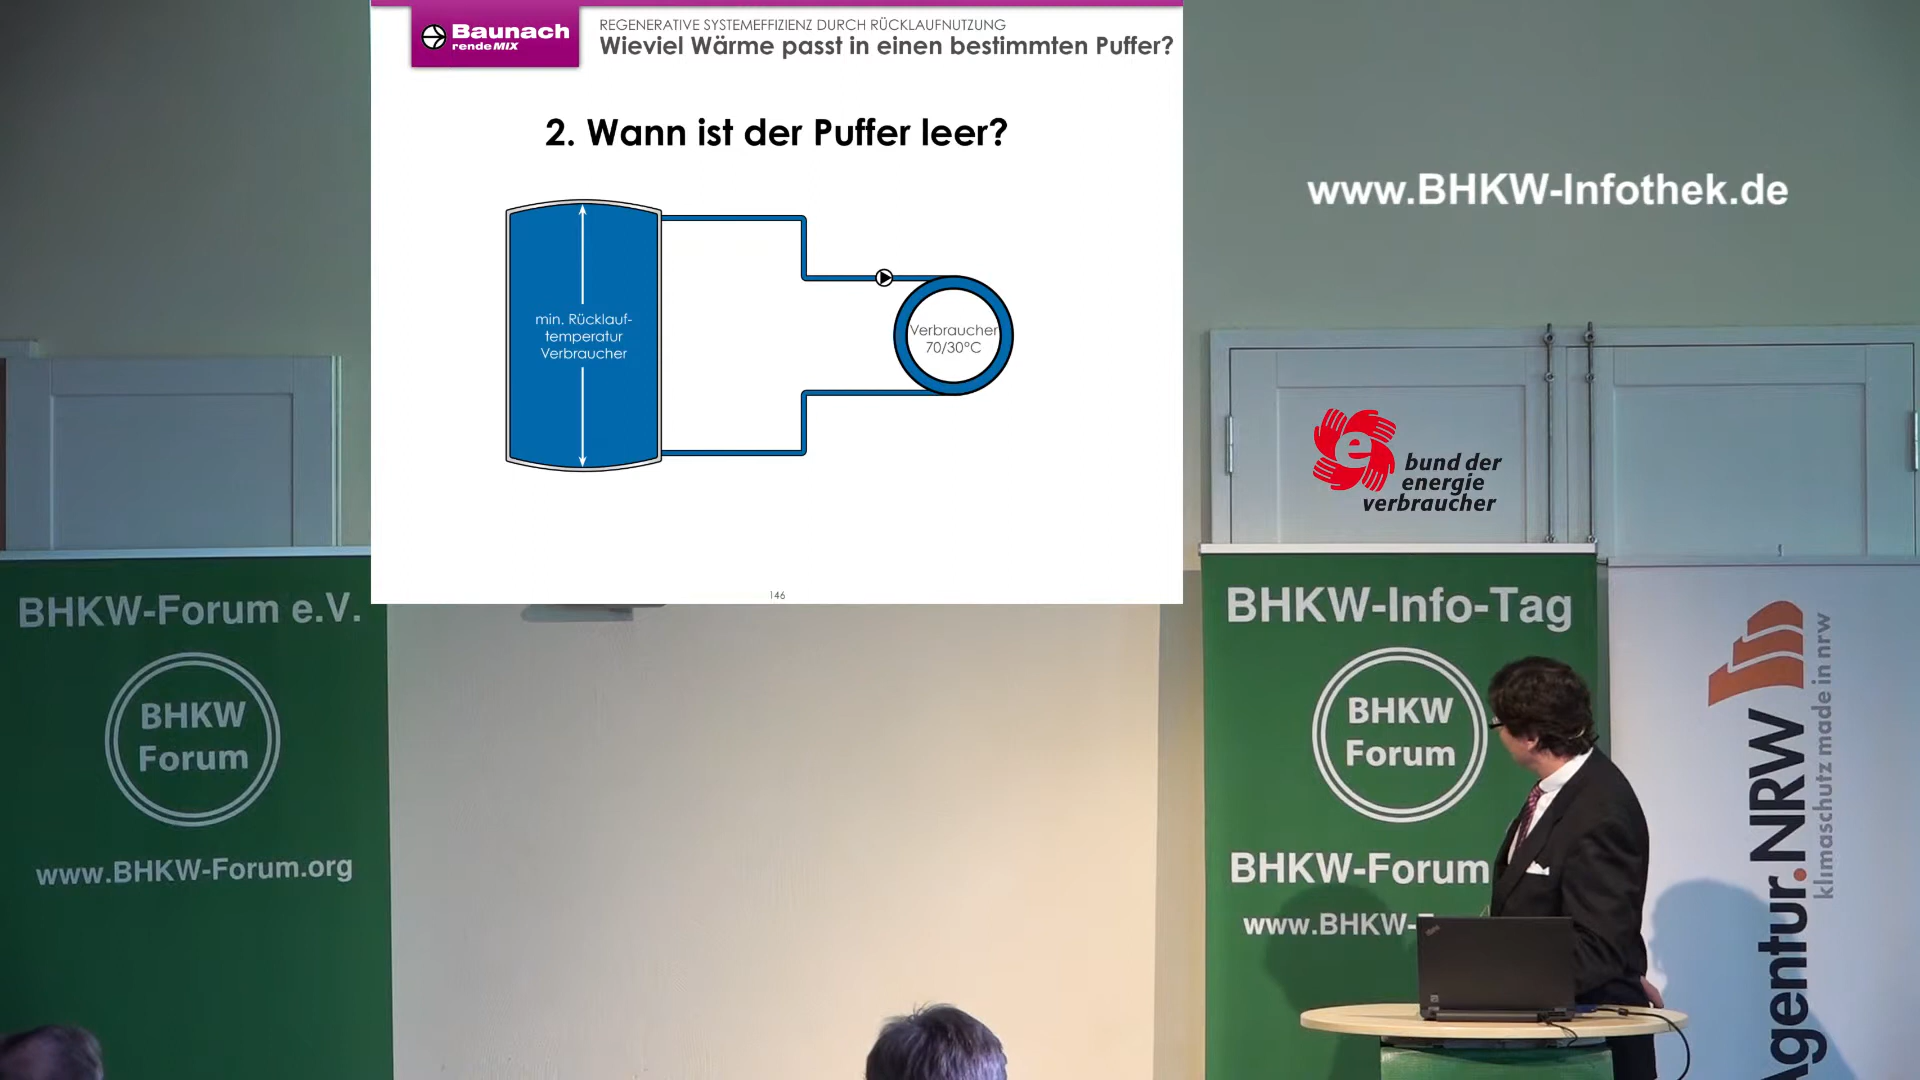 Baunach
rendeMIX
REGENERATIVE SYSTEMEFFIZIENZ DURCH RÜCKLAUFNUTZUNG
Wieviel Wärme passt in einen bestimmten Puffer?
2. Wann ist der Puffer leer?
min. Rücklauf-
temperatur
Verbraucher
Verbraucher
70/30°C
146
www.BHKW-Infothek.de
e
bund der
energie
verbraucher
BHKW-Forum e.V.
BHKW
Forum
www.BHKW-Forum.org
BHKW-Info-Tag
BHKW
Forum
BHKW-Forum
www.BHKW-F
Agentur.NRW
klimaschutz made in nrw